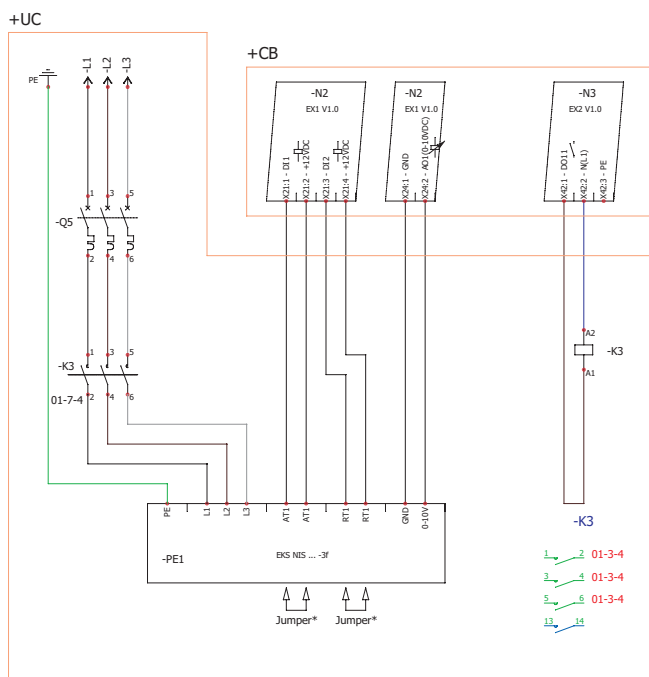 +UC
+CB
-L1
-L2
-L3
PE
-N2
EX1 V1.0
X21:1 - DI1
X21:2 - +12VDC
X21:3 - DI2
X21:4 - +12VDC
-N2
EX1 V1.0
X24:1 - GND
X24:2 - AO1(0-10VDC)
-N3
EX2 V1.0
X42:1 - DO11
X42:2 - N(L1)
X42:3 - PE
1
3
5
-Q5
2
4
6
A2
-K3
A1
1
3
5
-K3
01-7-4
2
4
6
PE
L1
L2
L3
AT1
AT1
RT1
RT1
GND
0-10V
-PE1
EKS NIS ... -3f
Jumper*
Jumper*
-K3
1 2 01-3-4
3 4 01-3-4
5 6 01-3-4
13 14